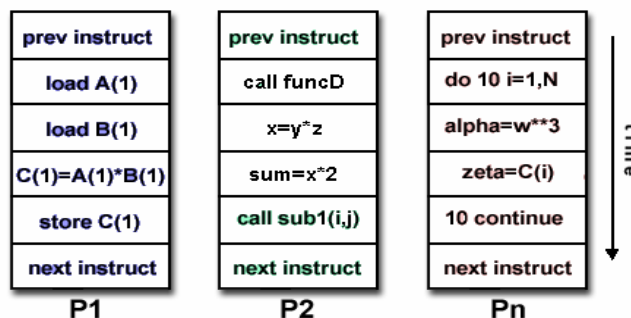 prev instruct
load A(1)
load B(1)
C(1)=A(1)*B(1)
store C(1)
next instruct
P1
prev instruct
call funcD
x=y*z
sum=x*2
call sub1(i,j)
next instruct
P2
prev instruct
do 10 i=1,N
alpha=w**3
zeta=C(i)
10 continue
next instruct
Pn
time